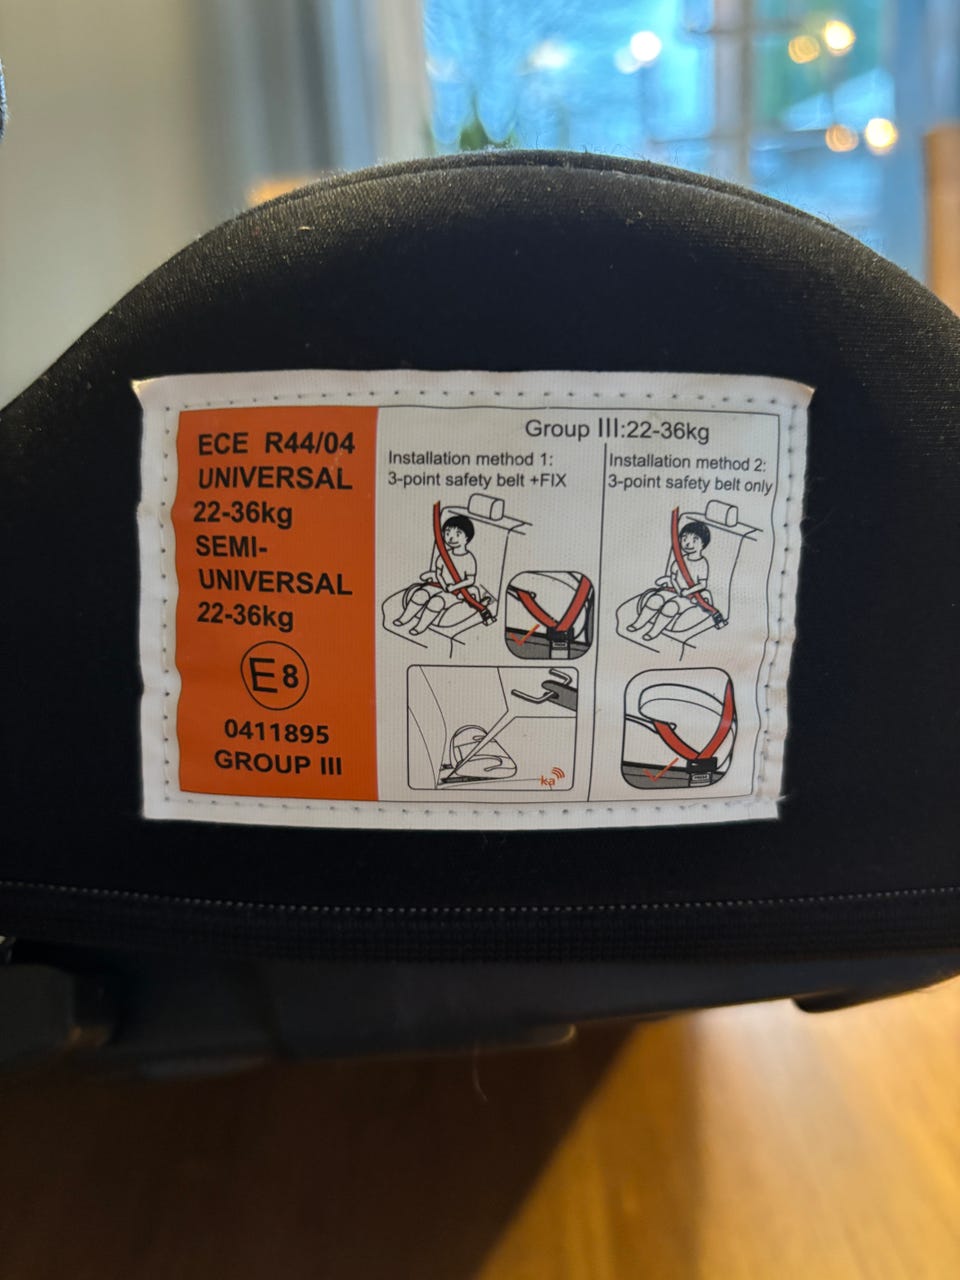 ECE R44/04
UNIVERSAL
22-36kg
SEMI-
UNIVERSAL
22-36kg
E8
0411895
GROUP III
Group III:22-36kg
Installation method 1:
3-point safety belt +FIX
Installation method 2:
3-point safety belt only